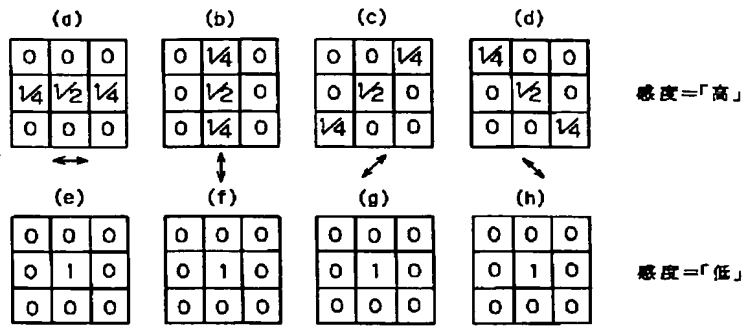 (a) (b) (c) (d)
0 0 0 0 1/4 0 0 0 1/4 1/4 0 0
1/4 1/2 1/4 0 1/2 0 0 1/2 0 0 1/2 0 感度=「高」
0 0 0 0 1/4 0 1/4 0 0 0 0 1/4
(e) (f) (g) (h)
0 0 0 0 0 0 0 0 0 0 0 0
0 1 0 0 1 0 0 1 0 0 1 0 感度=「低」
0 0 0 0 0 0 0 0 0 0 0 0